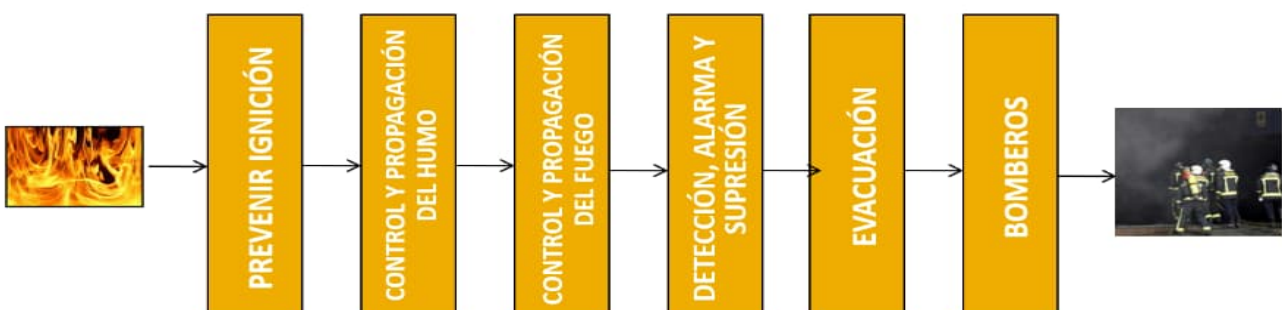 PREVENIR IGNICIÓN
CONTROL Y PROPAGACIÓN
DEL HUMO
CONTROL Y PROPAGACIÓN
DEL FUEGO
DETECCIÓN, ALARMA Y
SUPRESIÓN
EVACUACIÓN
BOMBEROS